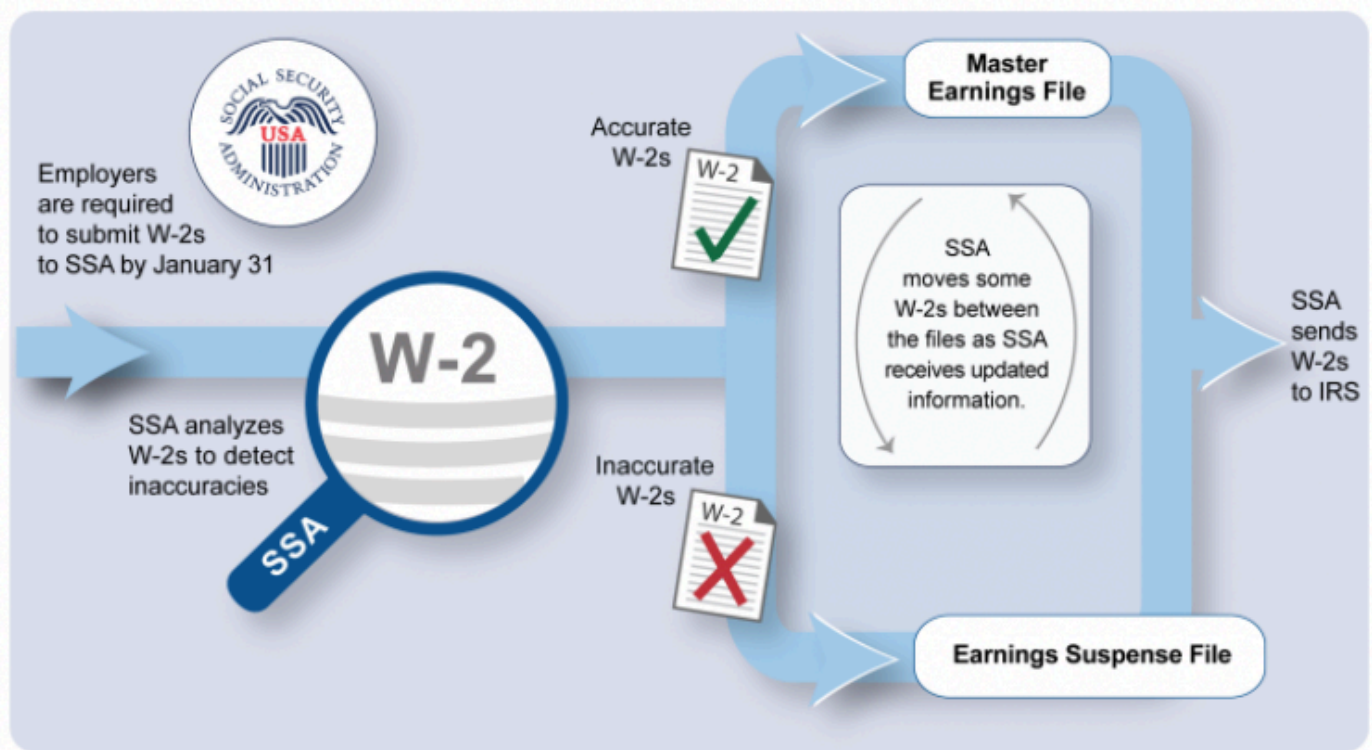 SOCIAL SECURITY
USA
ADMINISTRATION
Employers
are required
to submit W-2s
to SSA by January 31
SSA analyzes
W-2s to detect
inaccuracies
W-2
SSA
Accurate
W-2s
W-2
Inaccurate
W-2s
W-2
Master
Earnings File
SSA
moves some
W-2s between
the files as SSA
receives updated
information.
Earnings Suspense File
SSA
sends
W-2s
to IRS